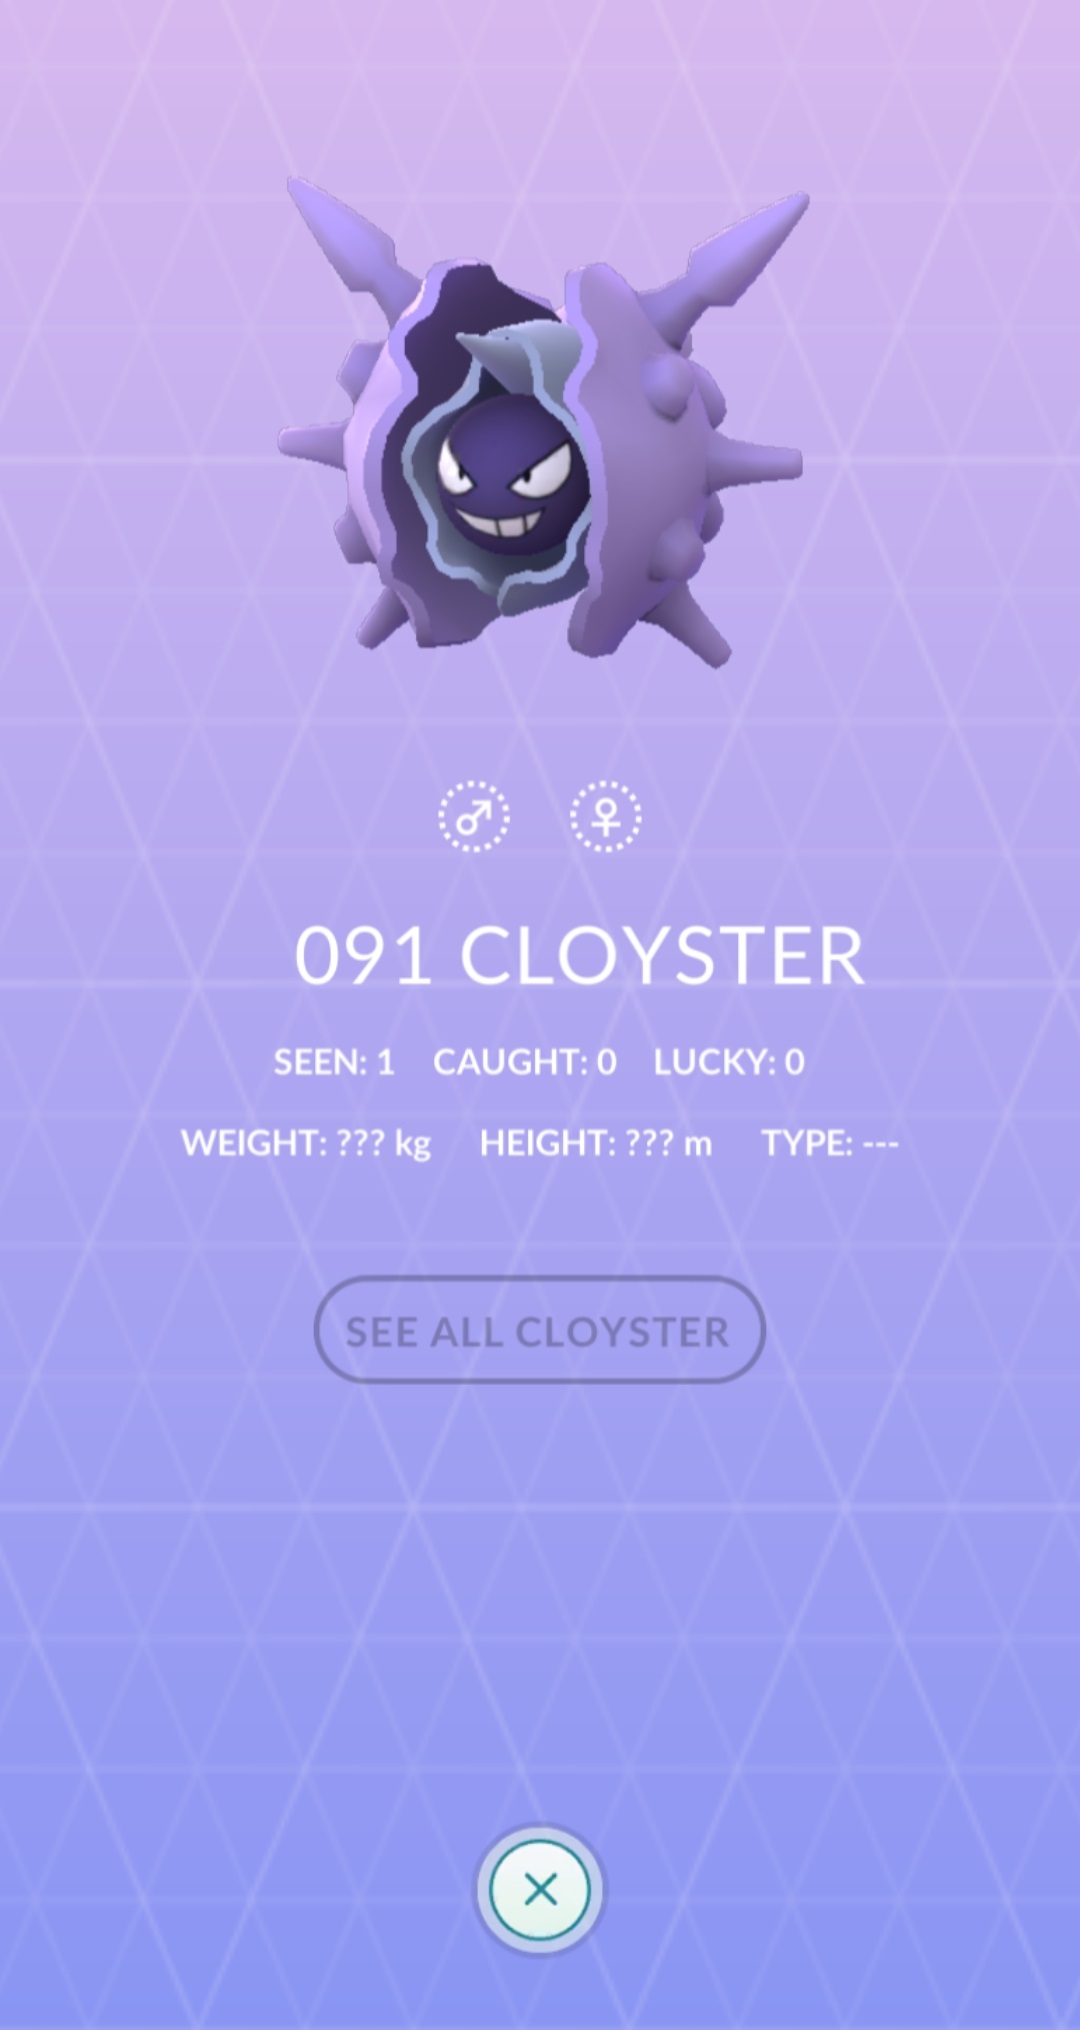 091 CLOYSTER
SEEN: 1 CAUGHT: 0 LUCKY: 0
WEIGHT: ??? kg HEIGHT: ??? m TYPE: ---
SEE ALL CLOYSTER